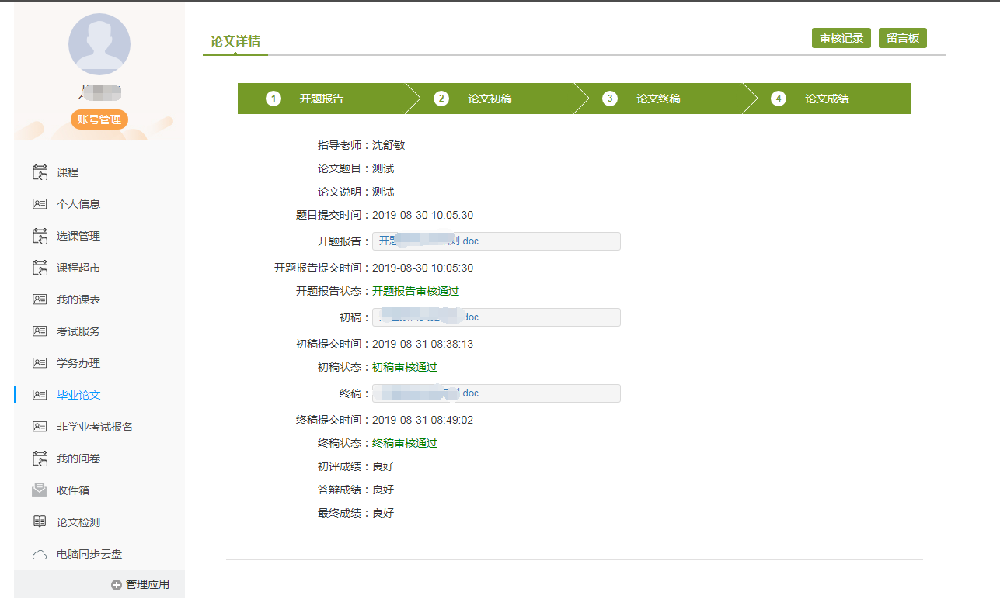 账号管理
课程
个人信息
选课管理
课程超市
我的课表
考试服务
学务办理
毕业论文
非学业考试报名
我的问卷
收件箱
论文检测
电脑同步云盘
管理应用
论文详情
审核记录 留言板
1 开题报告 2 论文初稿 3 论文终稿 4 论文成绩
指导老师：沈舒敏
论文题目：测试
论文说明：测试
题目提交时间：2019-08-30 10:05:30
开题报告：开题 .doc
开题报告提交时间：2019-08-30 10:05:30
开题报告状态：开题报告审核通过
初稿： .doc
初稿提交时间：2019-08-31 08:38:13
初稿状态：初稿审核通过
终稿： .doc
终稿提交时间：2019-08-31 08:49:02
终稿状态：终稿审核通过
初评成绩：良好
答辩成绩：良好
最终成绩：良好